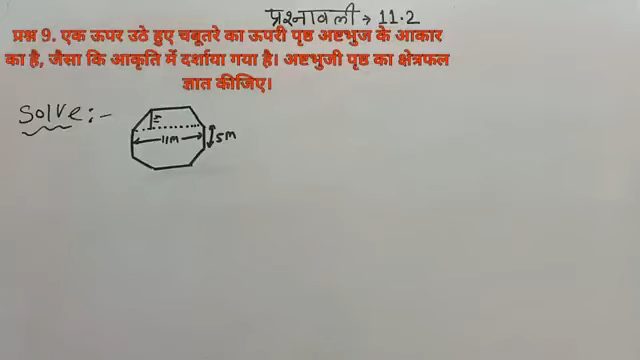 प्रश्नावली → 11.2
प्रश्न 9. एक ऊपर उठे हुए चबूतरे का ऊपरी पृष्ठ अष्टभुज के आकार
का है, जैसा कि आकृति में दर्शाया गया है। अष्टभुजी पृष्ठ का क्षेत्रफल
ज्ञात कीजिए।
Solve:-
11m
5m